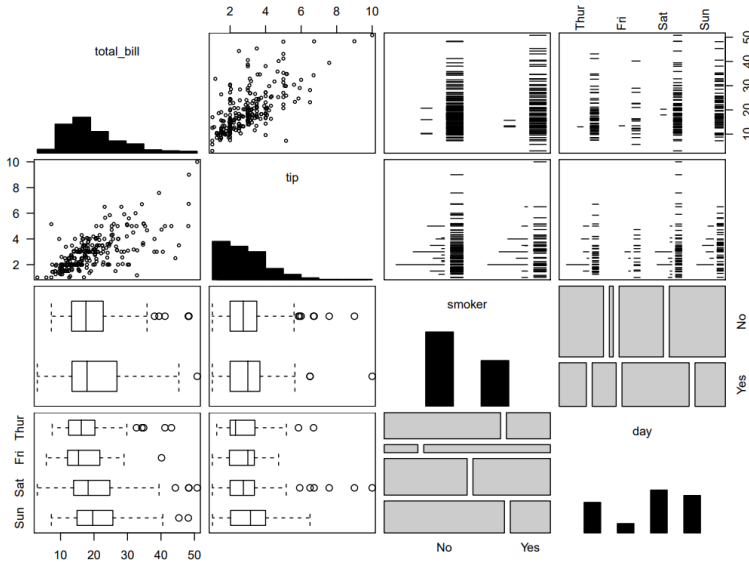 2 4 6 8 10
Thur Fri Sat Sun
total_bill
10 20 30 40 50
2 4 6 8 10
tip
smoker
No
Yes
Thur
Fri
Sat
Sun
day
10 20 30 40 50
2 4 6 8 10
No Yes